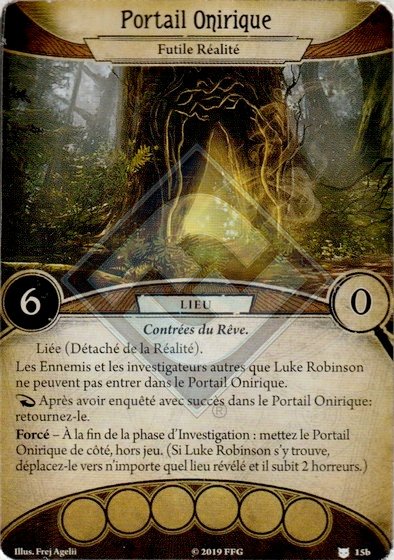 Portail Onirique
Futile Réalité
6
LIEU
0
Contrées du Rêve.
Liée (Détaché de la Réalité).
Les Ennemis et les investigateurs autres que Luke Robinson
ne peuvent pas entrer dans le Portail Onirique.
Après avoir enquêté avec succès dans le Portail Onirique:
retournez-le.
Forcé – À la fin de la phase d'Investigation : mettez le Portail
Onirique de côté, hors jeu. (Si Luke Robinson s'y trouve,
déplacez-le vers n'importe quel lieu révélé et il subit 2 horreurs.)
®
Illus. Frej Agelii
© 2019 FFG
15b